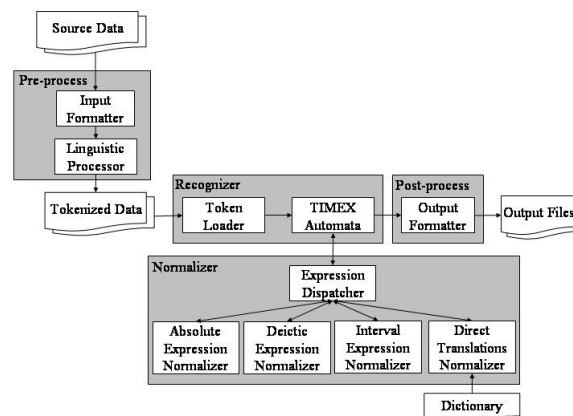 Source Data
Pre-process
Input
Formatter
Linguistic
Processor
Tokenized Data
Recognizer
Token
Loader
TIMEX
Automata
Post-process
Output
Formatter
Output Files
Normalizer
Expression
Dispatcher
Absolute
Expression
Normalizer
Deictic
Expression
Normalizer
Interval
Expression
Normalizer
Direct
Translations
Normalizer
Dictionary